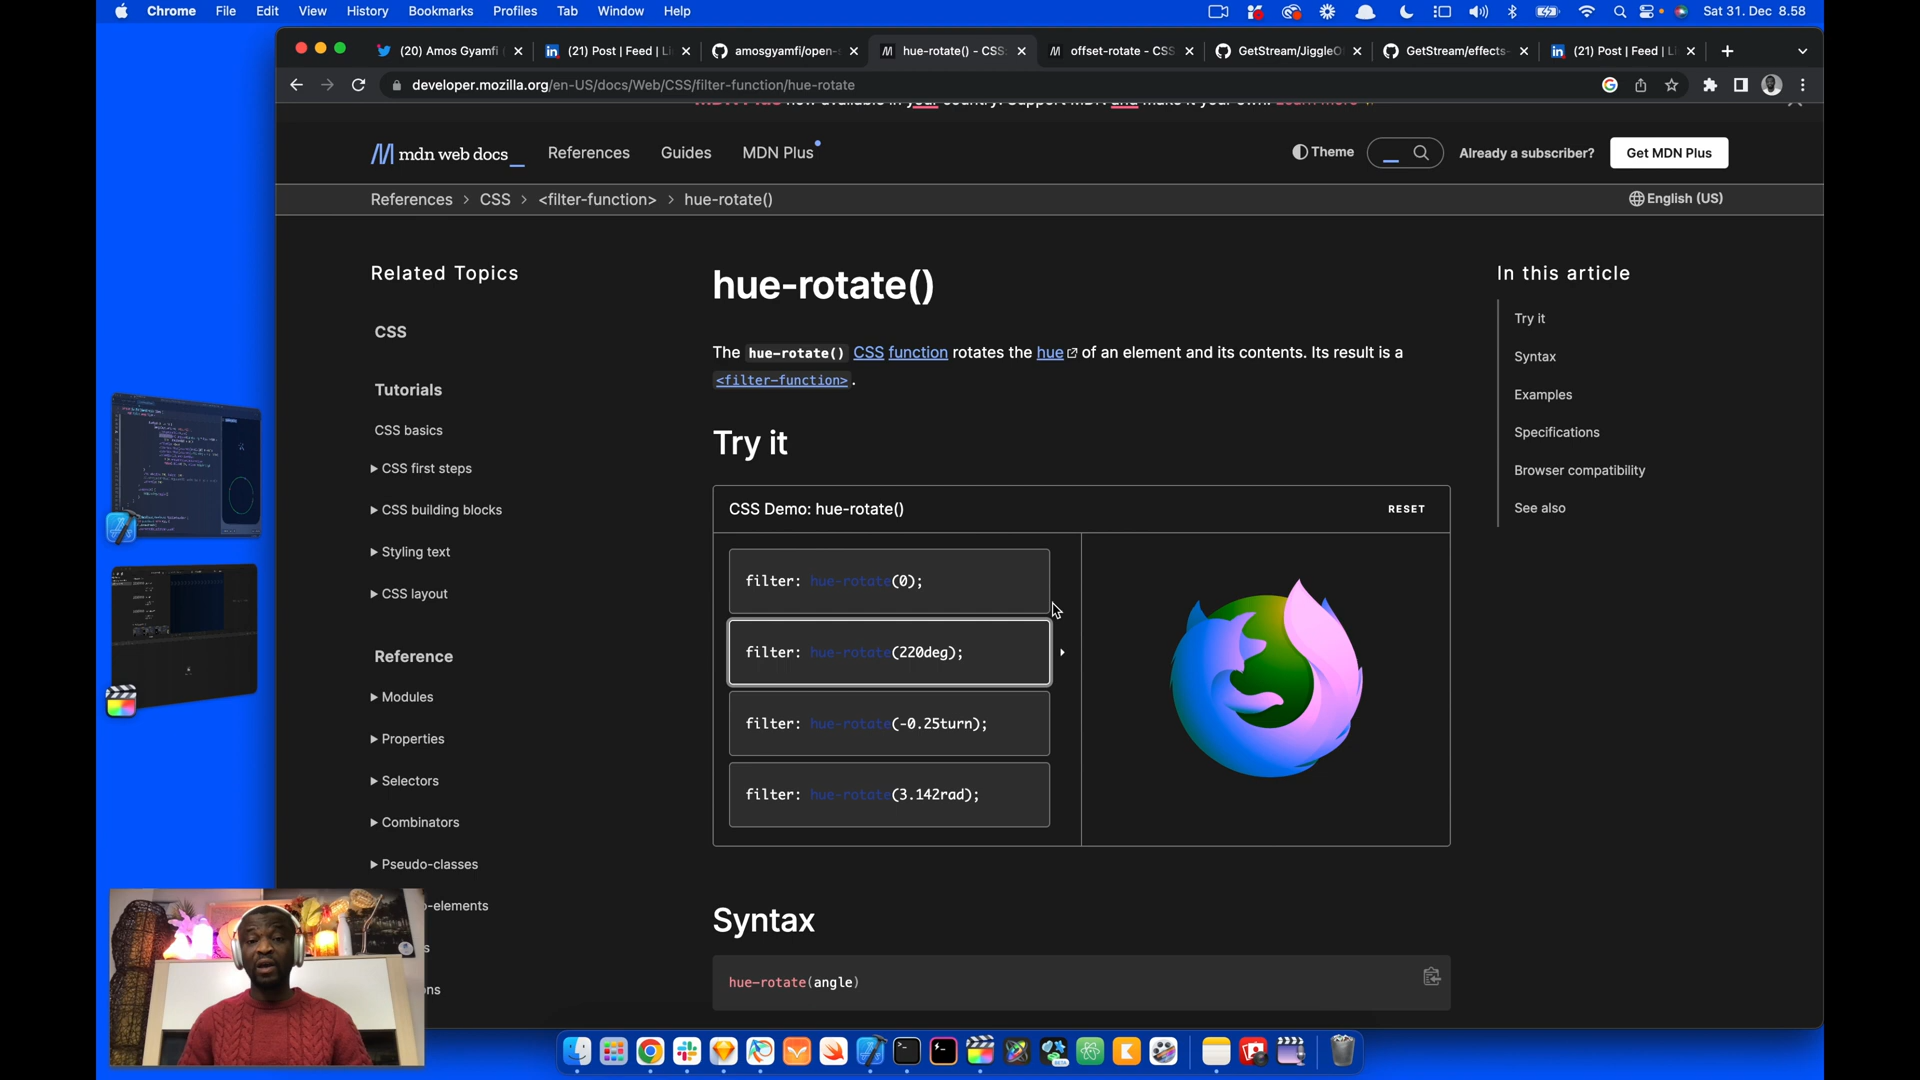 Chrome File Edit View History Bookmarks Profiles Tab Window Help
Sat 31. Dec 8.58
(20) Amos Gyamfi
(21) Post | Feed | Li
amosgyamfi/open-
hue-rotate() - CSS:
offset-rotate - CSS
GetStream/JiggleO
GetStream/effects-
(21) Post | Feed | Li
developer.mozilla.org/en-US/docs/Web/CSS/filter-function/hue-rotate
mdn web docs_
References
Guides
MDN Plus
Theme
Already a subscriber?
Get MDN Plus
References > CSS > <filter-function> > hue-rotate()
English (US)
Related Topics
CSS
Tutorials
CSS basics
CSS first steps
CSS building blocks
Styling text
CSS layout
Reference
Modules
Properties
Selectors
Combinators
Pseudo-classes
o-elements
s
ons
hue-rotate()
The hue-rotate() CSS function rotates the hue of an element and its contents. Its result is a
<filter-function>.
Try it
CSS Demo: hue-rotate()
RESET
filter: hue-rotate(0);
filter: hue-rotate(220deg);
filter: hue-rotate(-0.25turn);
filter: hue-rotate(3.142rad);
Syntax
hue-rotate(angle)
In this article
Try it
Syntax
Examples
Specifications
Browser compatibility
See also